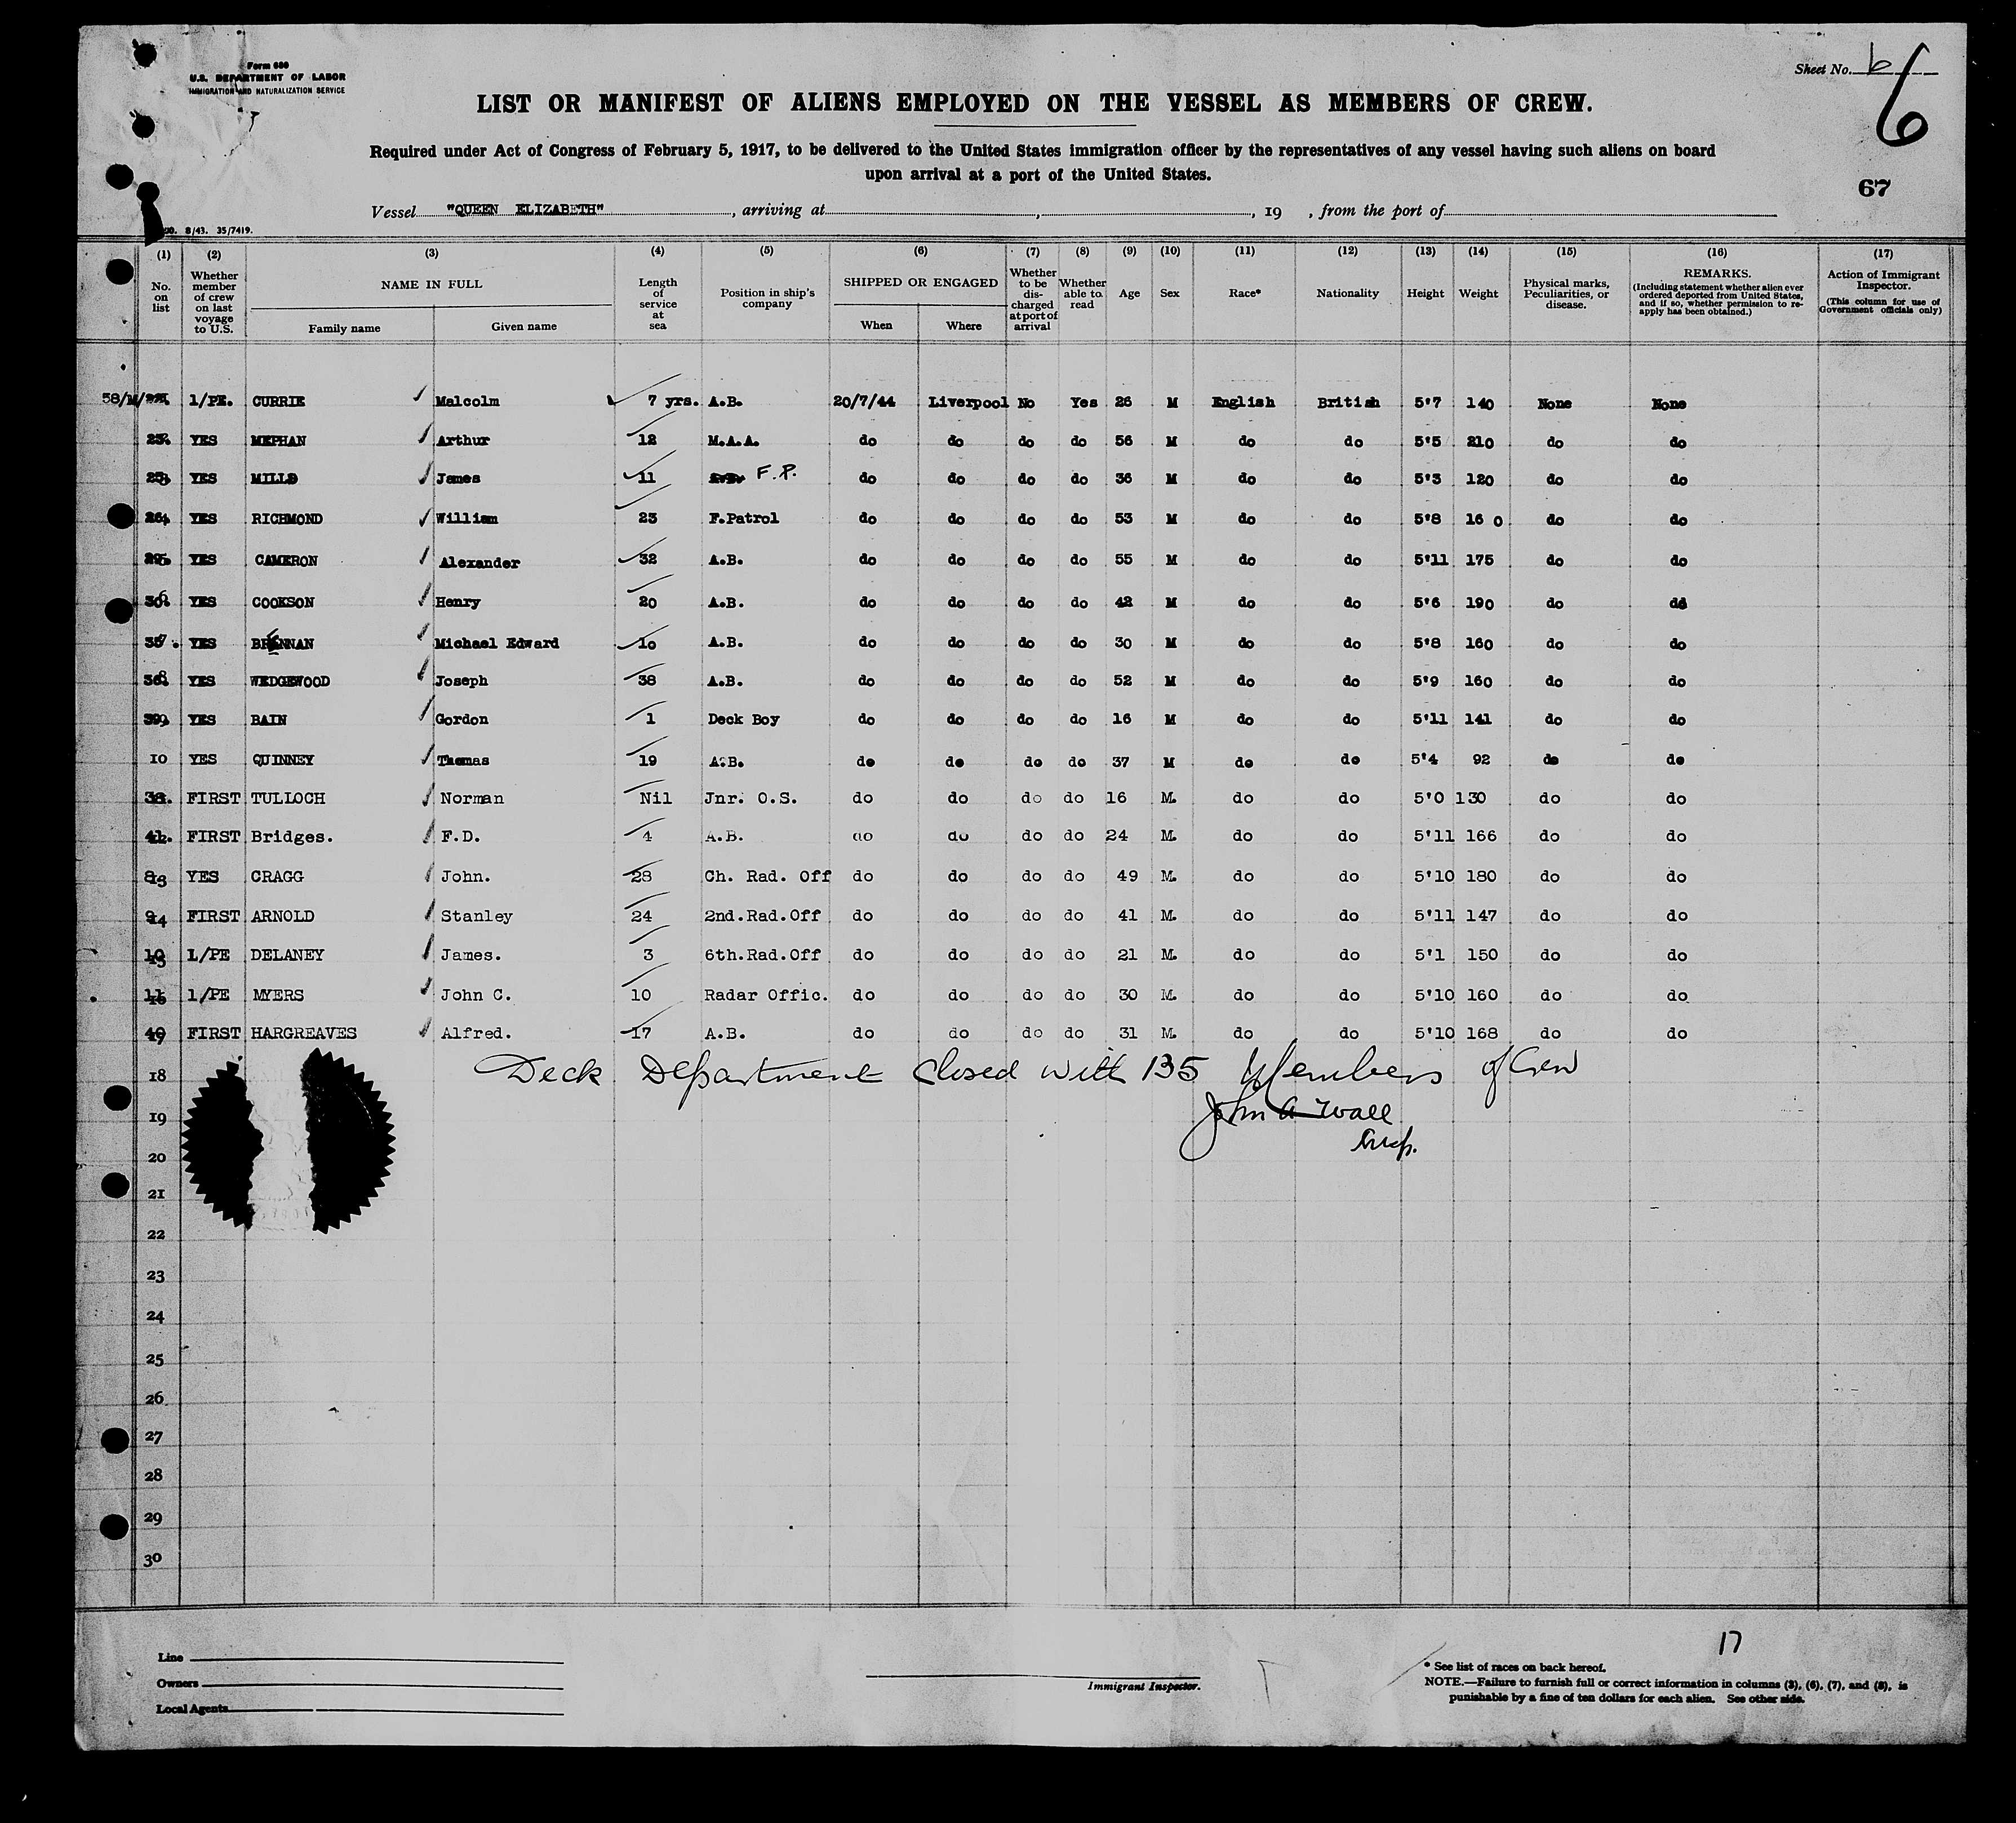 Form 680
U.S. DEPARTMENT OF LABOR
IMMIGRATION AND NATURALIZATION SERVICE
Sheet No. 6
6
LIST OR MANIFEST OF ALIENS EMPLOYED ON THE VESSEL AS MEMBERS OF CREW.
Required under Act of Congress of February 5, 1917, to be delivered to the United States immigration officer by the representatives of any vessel having such aliens on board
upon arrival at a port of the United States.
67
Vessel "QUEEN ELIZABETH", arriving at , , 19 , from the port of
8/43. 35/7419.
(1) (2) (3) (4) (5) (6) (7) (8) (9) (10) (11) (12) (13) (14) (15) (16) (17)
No. on list
Whether member of crew on last voyage to U.S.
NAME IN FULL
Family name Given name
Length of service at sea
Position in ship's company
SHIPPED OR ENGAGED
When Where
Whether to be discharged at port of arrival
Whether able to read
Age
Sex
Race*
Nationality
Height
Weight
Physical marks, Peculiarities, or disease.
REMARKS.
(Including statement whether alien ever ordered deported from United States, and if so, whether permission to re-apply has been obtained.)
Action of Immigrant Inspector.
(This column for use of Government officials only)
1/PE. CURRIE Malcolm 7 yrs. A.B. 20/7/44 Liverpool No Yes 26 M English British 5'7 140 None None
YES MEPHAN Arthur 12 M.A.A. do do do do 56 M do do 5'5 210 do do
YES MILLS James 11 F.P. do do do do 36 M do do 5'3 120 do do
YES RICHMOND William 23 F.Patrol do do do do 53 M do do 5'8 16 0 do do
YES CAMERON Alexander 32 A.B. do do do do 55 M do do 5'11 175 do do
YES COOKSON Henry 20 A.B. do do do do 42 M do do 5'6 190 do do
YES BRENNAN Michael Edward 10 A.B. do do do do 30 M do do 5'8 160 do do
YES WEDGEWOOD Joseph 38 A.B. do do do do 52 M do do 5'9 160 do do
YES BAIN Gordon 1 Deck Boy do do do do 16 M do do 5'11 141 do do
10 YES QUINNEY Thomas 19 A.B. do do do do 37 M do do 5'4 92 do do
FIRST TULLOCH Norman Nil Jnr. O.S. do do do do 16 M. do do 5'0 130 do do
FIRST Bridges. F.D. 4 A.B. do do do do 24 M. do do 5'11 166 do do
YES CRAGG John. 28 Ch. Rad. Off do do do do 49 M. do do 5'10 180 do do
FIRST ARNOLD Stanley 24 2nd.Rad.Off do do do do 41 M. do do 5'11 147 do do
1/PE DELANEY James. 3 6th.Rad.Off do do do do 21 M. do do 5'1 150 do do
1/PE MYERS John C. 10 Radar Offic. do do do do 30 M. do do 5'10 160 do do
FIRST HARGREAVES Alfred. 17 A.B. do do do do 31 M. do do 5'10 168 do do
Deck Department Closed with 135 Members of Crew
18
John A Wall
19
Insp.
20
21
22
23
24
25
26
27
28
29
30
17
Line
Owners
Local Agents
Immigrant Inspector.
* See list of races on back hereof.
NOTE.—Failure to furnish full or correct information in columns (3), (6), (7), and (8), is
punishable by a fine of ten dollars for each alien. See other side.